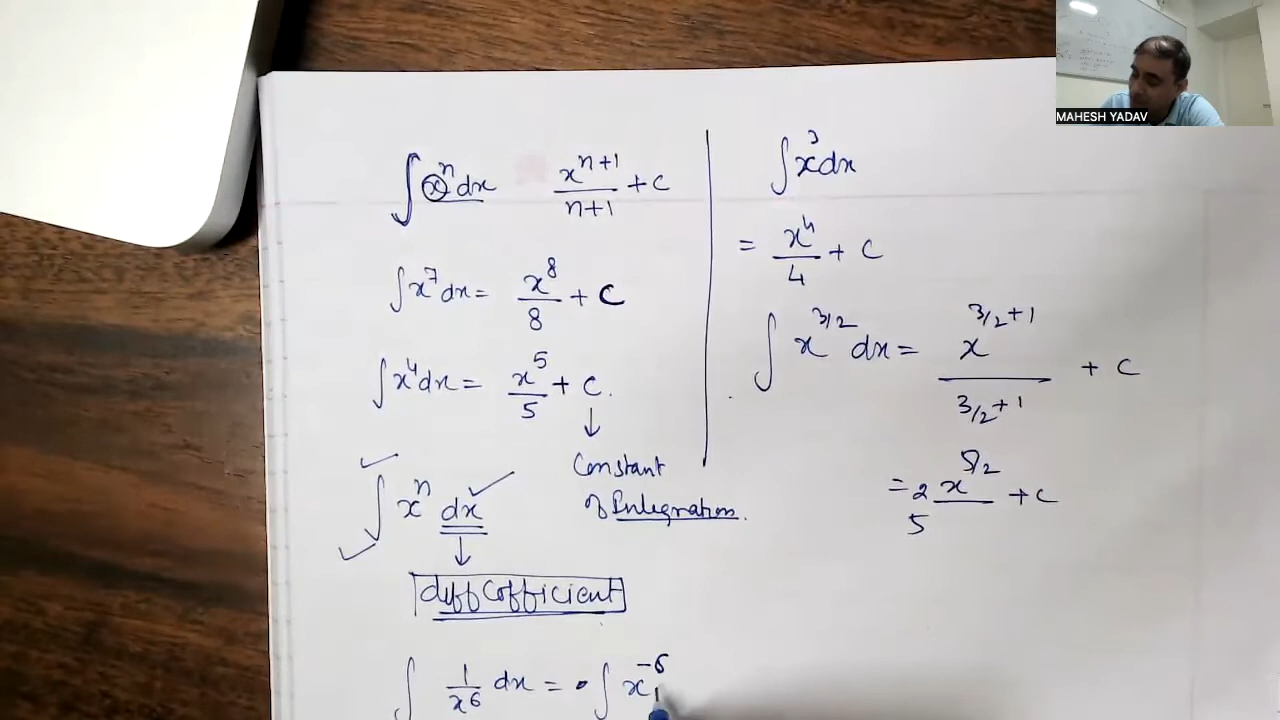 MAHESH YADAV
∫ x^n dx   x^(n+1)/(n+1) + c
∫ x^7 dx = x^8/8 + C
∫ x^4 dx = x^5/5 + C.
↓
Constant
of Integration.
∫ x^n dx
↓
diff Cofficient
∫ 1/x^6 dx = ∫ x^-6
∫ x^3 dx
= x^4/4 + C
∫ x^(3/2) dx = x^(3/2+1)/(3/2+1) + C
= 2/5 x^(5/2) + C